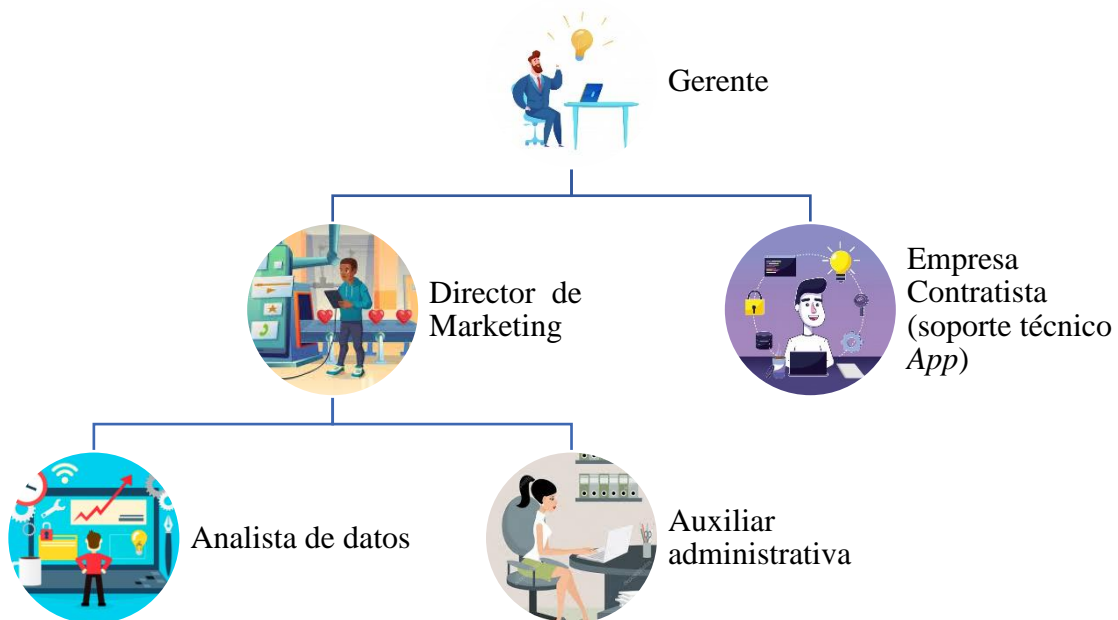 Gerente
Director de
Marketing
Empresa
Contratista
(soporte técnico
App)
Analista de datos
Auxiliar
administrativa